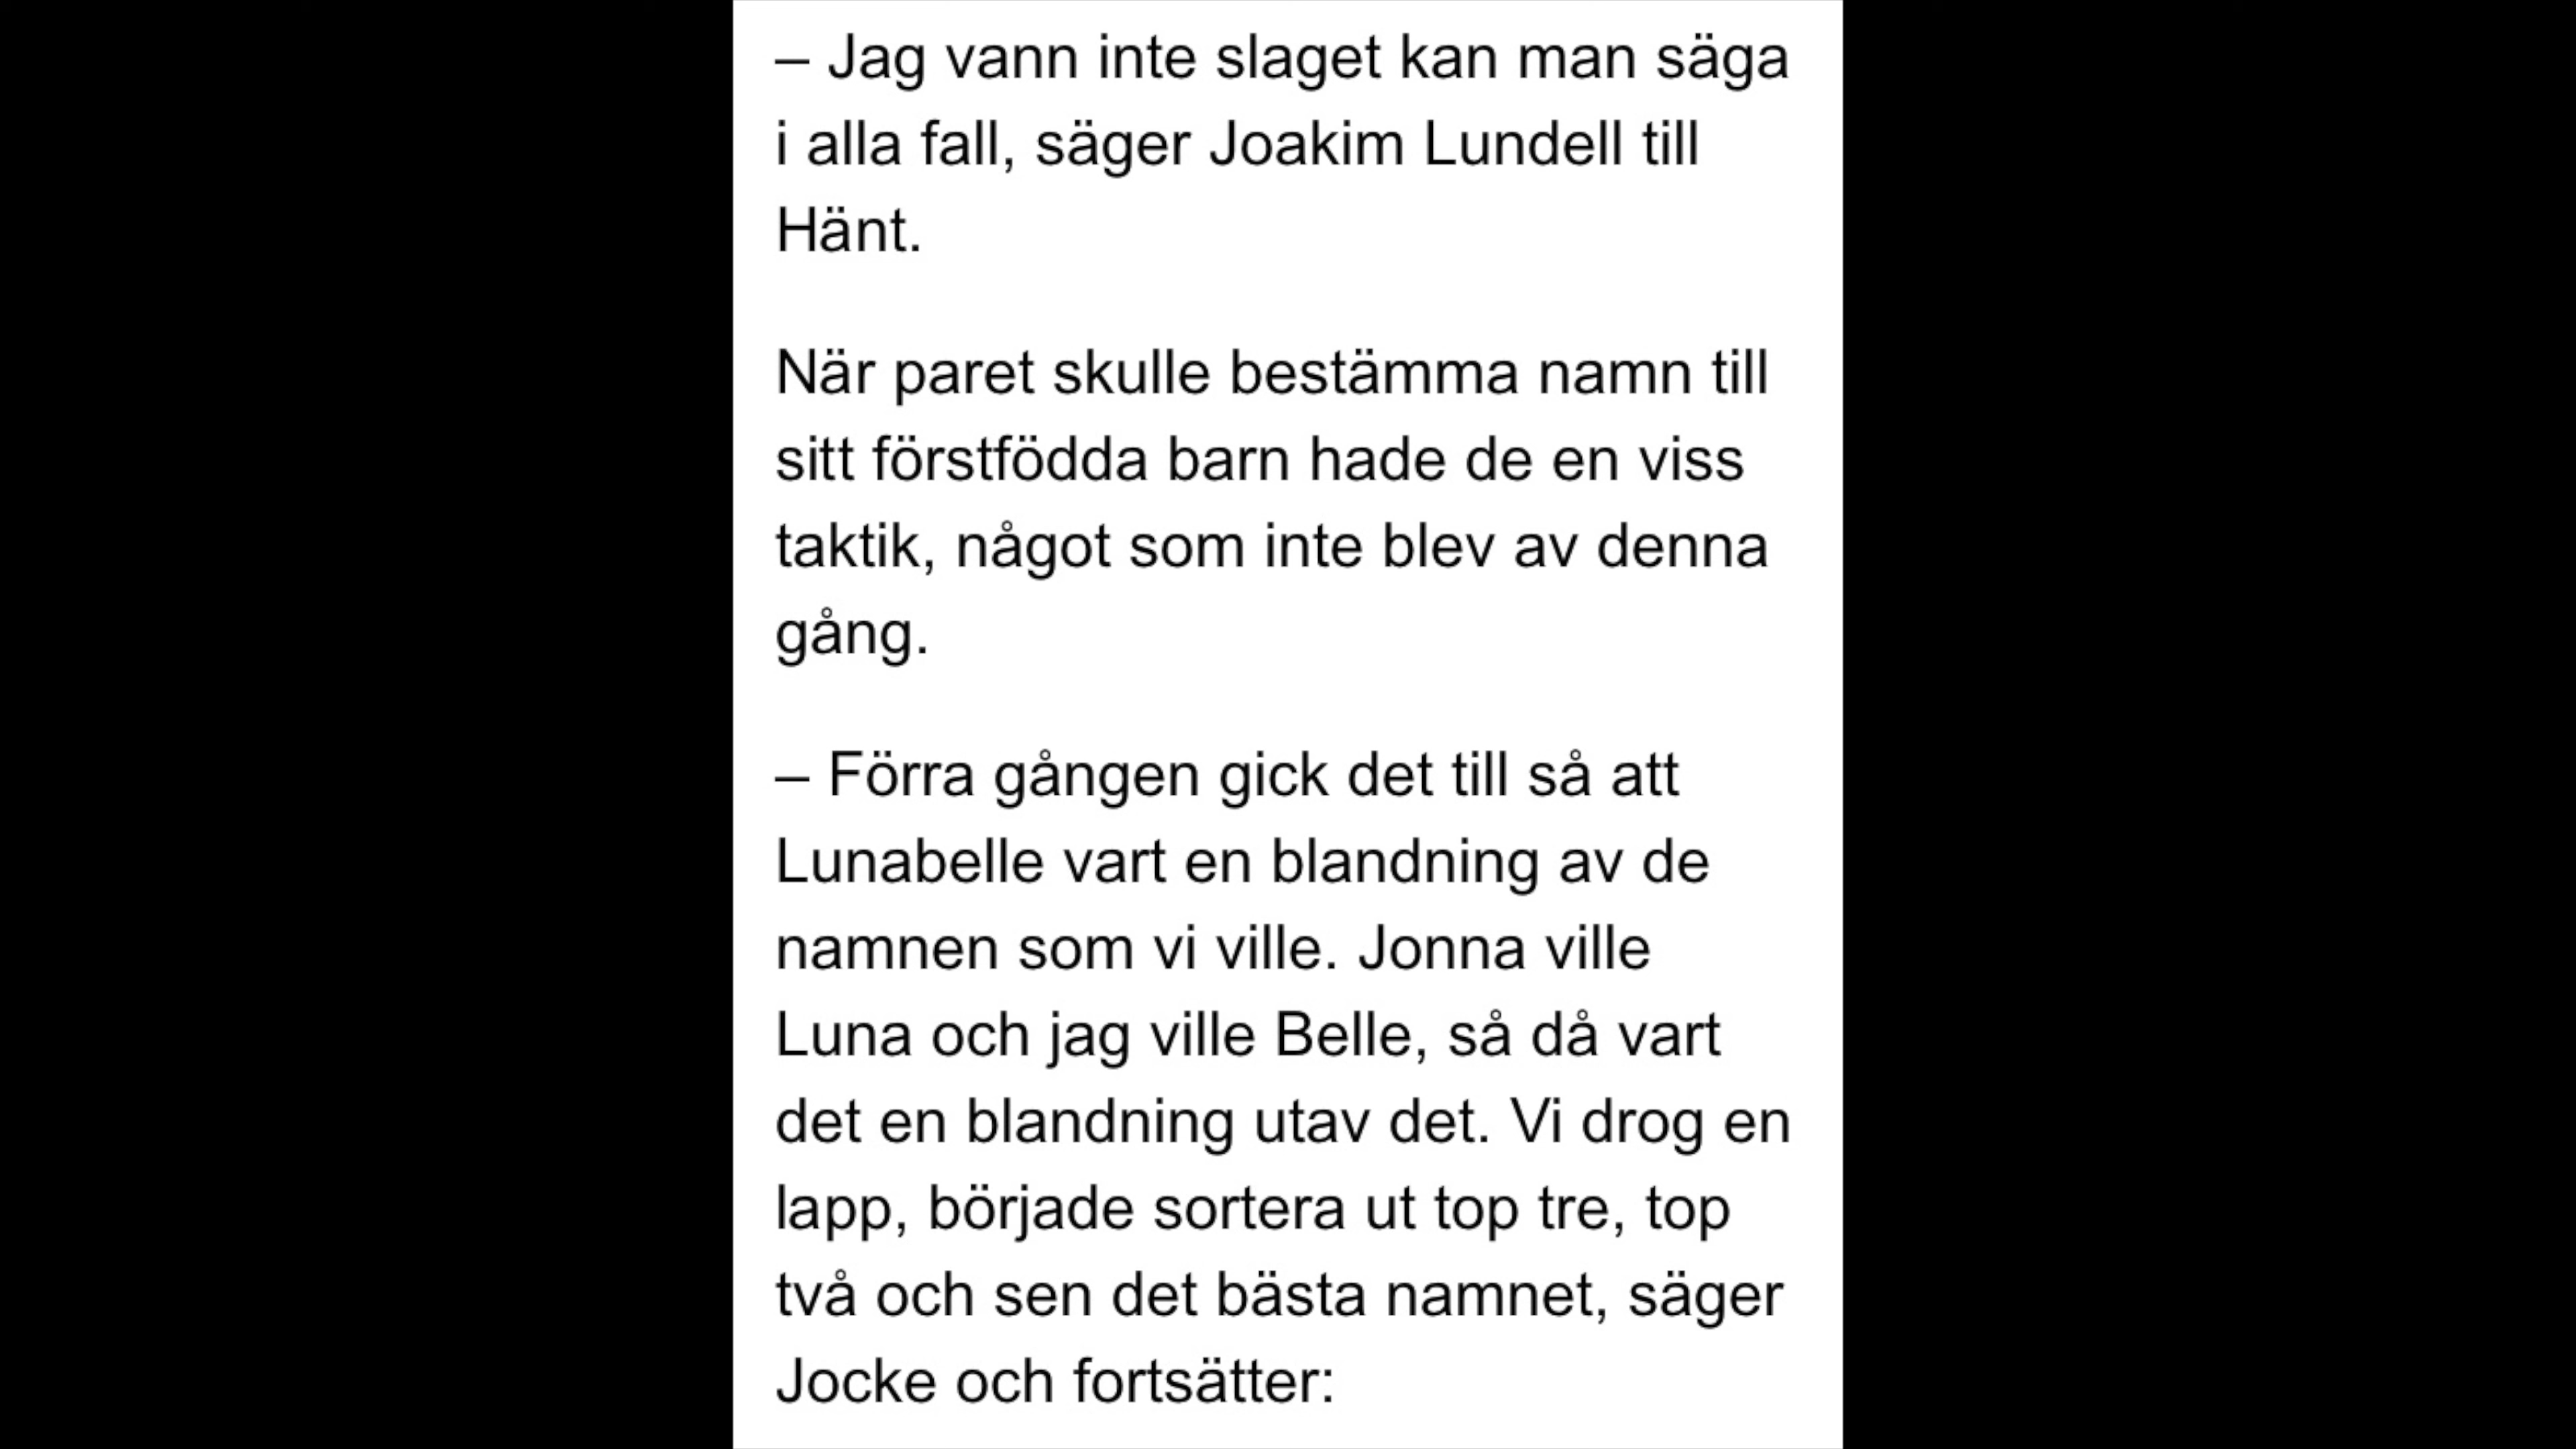 – Jag vann inte slaget kan man säga
i alla fall, säger Joakim Lundell till
Hänt.
När paret skulle bestämma namn till
sitt förstfödda barn hade de en viss
taktik, något som inte blev av denna
gång.
– Förra gången gick det till så att
Lunabelle vart en blandning av de
namnen som vi ville. Jonna ville
Luna och jag ville Belle, så då vart
det en blandning utav det. Vi drog en
lapp, började sortera ut top tre, top
två och sen det bästa namnet, säger
Jocke och fortsätter: